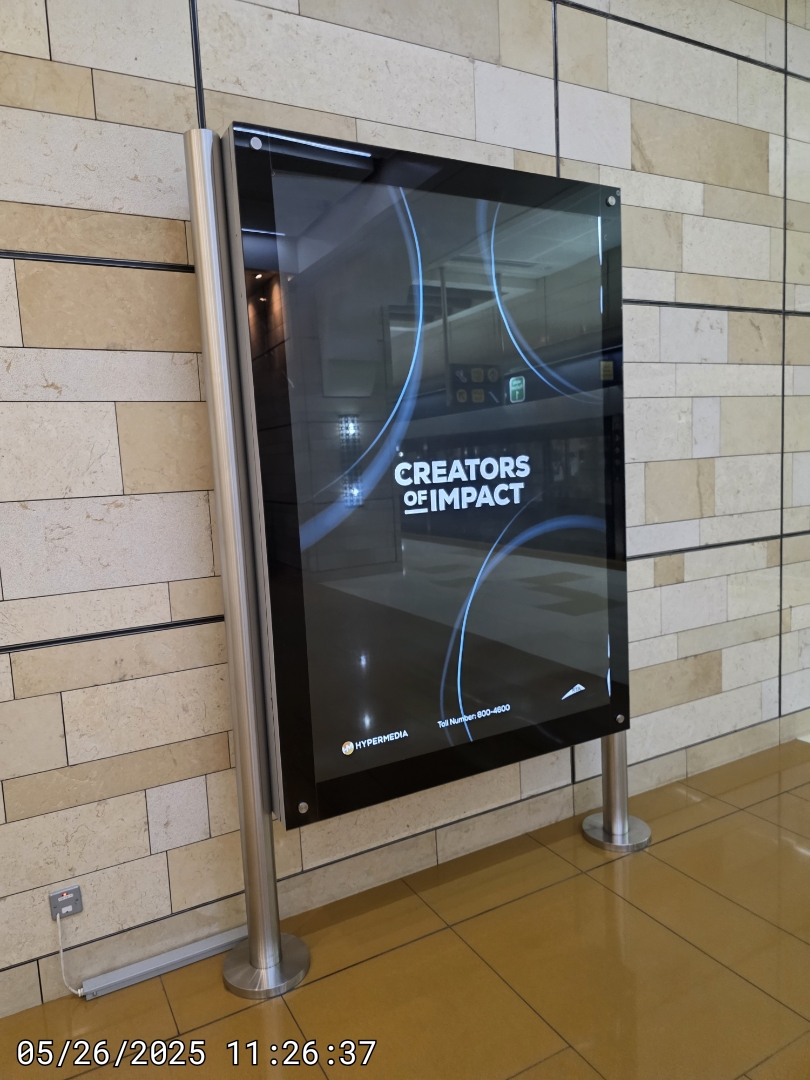 CREATORS
OF IMPACT
Toll Number: 800-4600
HYPERMEDIA
05/26/2025 11:26:37